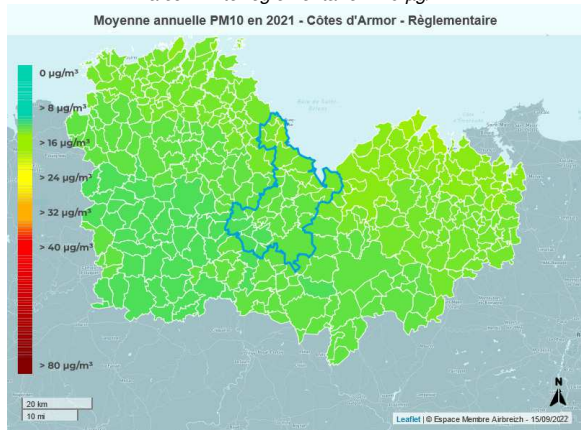 Moyenne annuelle PM10 en 2021 - Côtes d'Armor - Règlementaire
0 µg/m³
> 8 µg/m³
> 16 µg/m³
> 24 µg/m³
> 32 µg/m³
> 40 µg/m³
> 80 µg/m³
N
20 km
10 mi
Leaflet | © Espace Membre Airbreizh - 15/09/2022